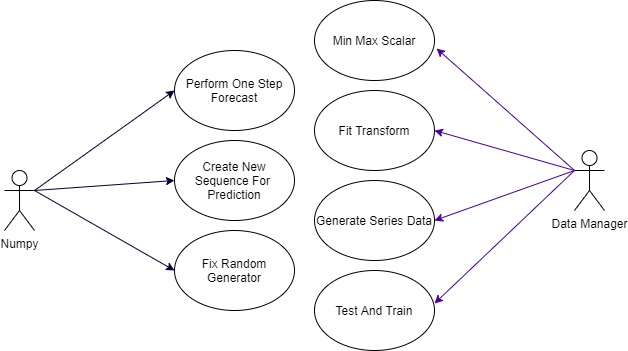 Min Max Scalar
Perform One Step
Forecast
Fit Transform
Create New
Sequence For
Prediction
Numpy
Data Manager
Generate Series Data
Fix Random
Generator
Test And Train